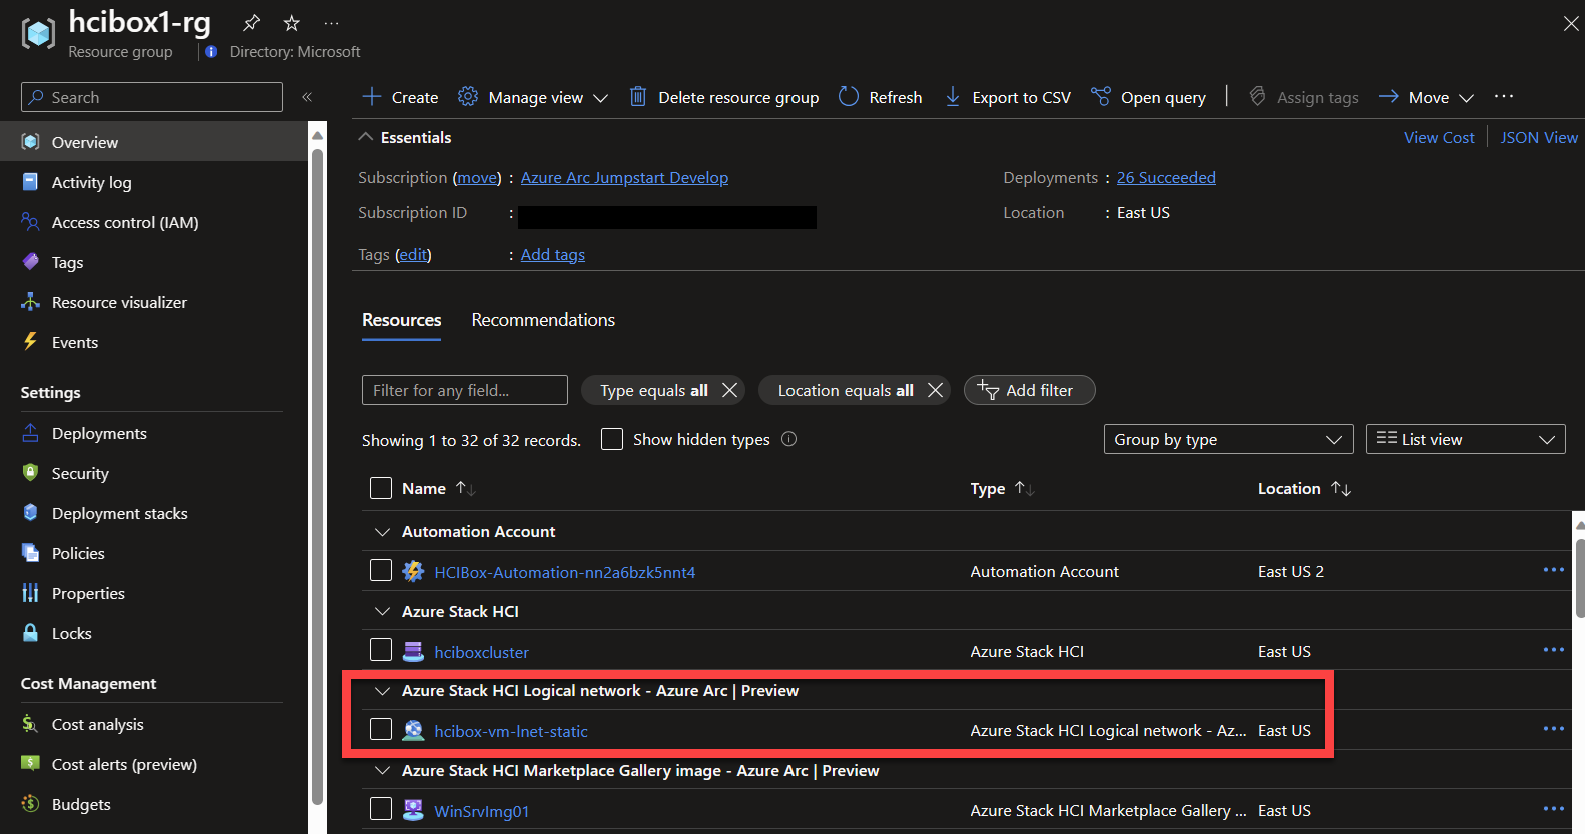 hcibox1-rg
Resource group
Directory: Microsoft
Search
Create
Manage view
Delete resource group
Refresh
Export to CSV
Open query
Assign tags
Move
Overview
Activity log
Access control (IAM)
Tags
Resource visualizer
Events
Settings
Deployments
Security
Deployment stacks
Policies
Properties
Locks
Cost Management
Cost analysis
Cost alerts (preview)
Budgets
Essentials
View Cost
JSON View
Subscription (move) : Azure Arc Jumpstart Develop
Deployments : 26 Succeeded
Subscription ID :
Location : East US
Tags (edit) : Add tags
Resources
Recommendations
Filter for any field...
Type equals all
Location equals all
Add filter
Showing 1 to 32 of 32 records.
Show hidden types
Group by type
List view
Name
Type
Location
Automation Account
HCIBox-Automation-nn2a6bzk5nnt4 Automation Account East US 2
Azure Stack HCI
hciboxcluster Azure Stack HCI East US
Azure Stack HCI Logical network - Azure Arc | Preview
hcibox-vm-lnet-static Azure Stack HCI Logical network - Az... East US
Azure Stack HCI Marketplace Gallery image - Azure Arc | Preview
WinSrvImg01 Azure Stack HCI Marketplace Gallery ... East US